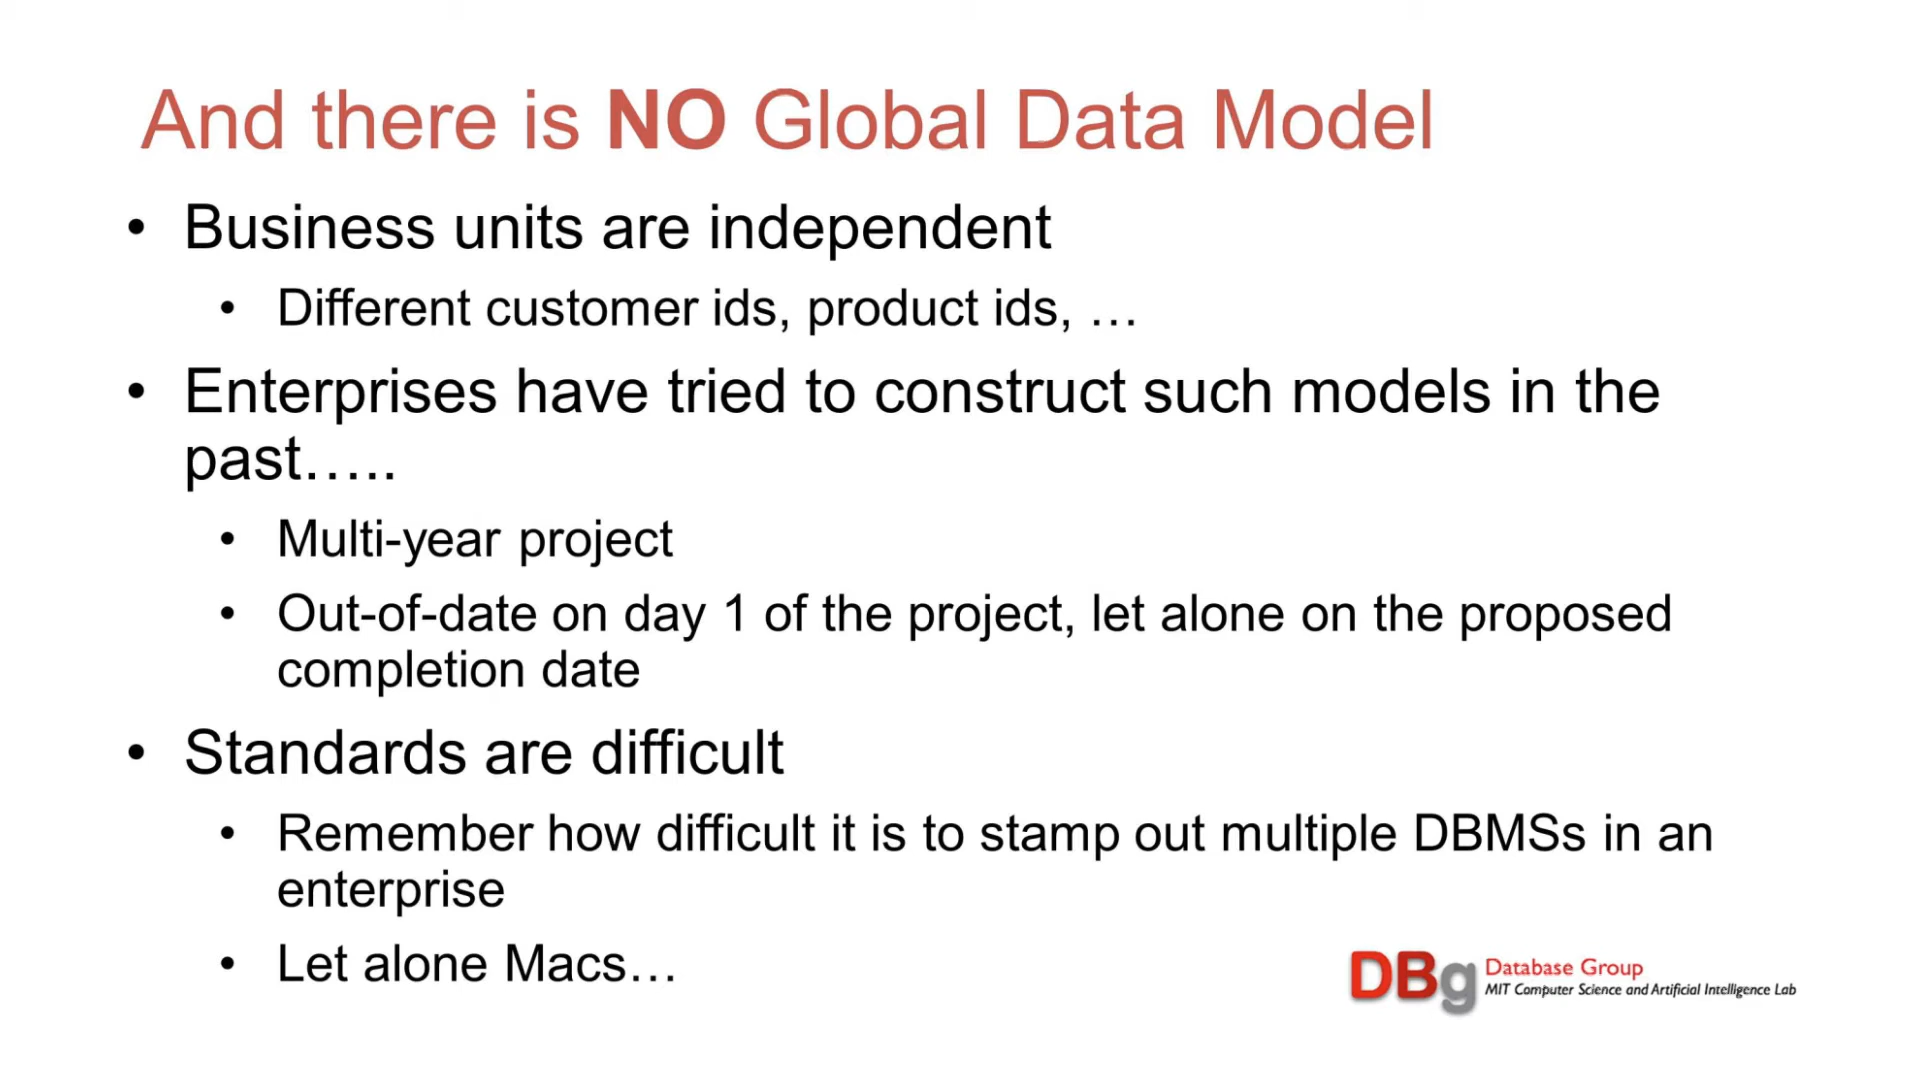 And there is NO Global Data Model
• Business units are independent
• Different customer ids, product ids, …
• Enterprises have tried to construct such models in the
past…..
• Multi-year project
• Out-of-date on day 1 of the project, let alone on the proposed
completion date
• Standards are difficult
• Remember how difficult it is to stamp out multiple DBMSs in an
enterprise
• Let alone Macs…
DBg
Database Group
MIT Computer Science and Artificial Intelligence Lab